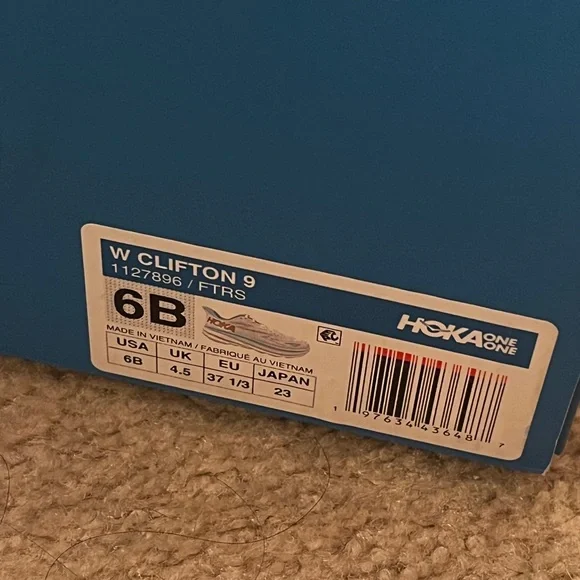 W CLIFTON 9
1127896 / FTRS
6B
HOKA
HOKA ONE ONE
MADE IN VIETNAM / FABRIQUÉ AU VIETNAM
USA UK EU JAPAN
6B 4.5 37 1/3 23
1 97634 43648 7